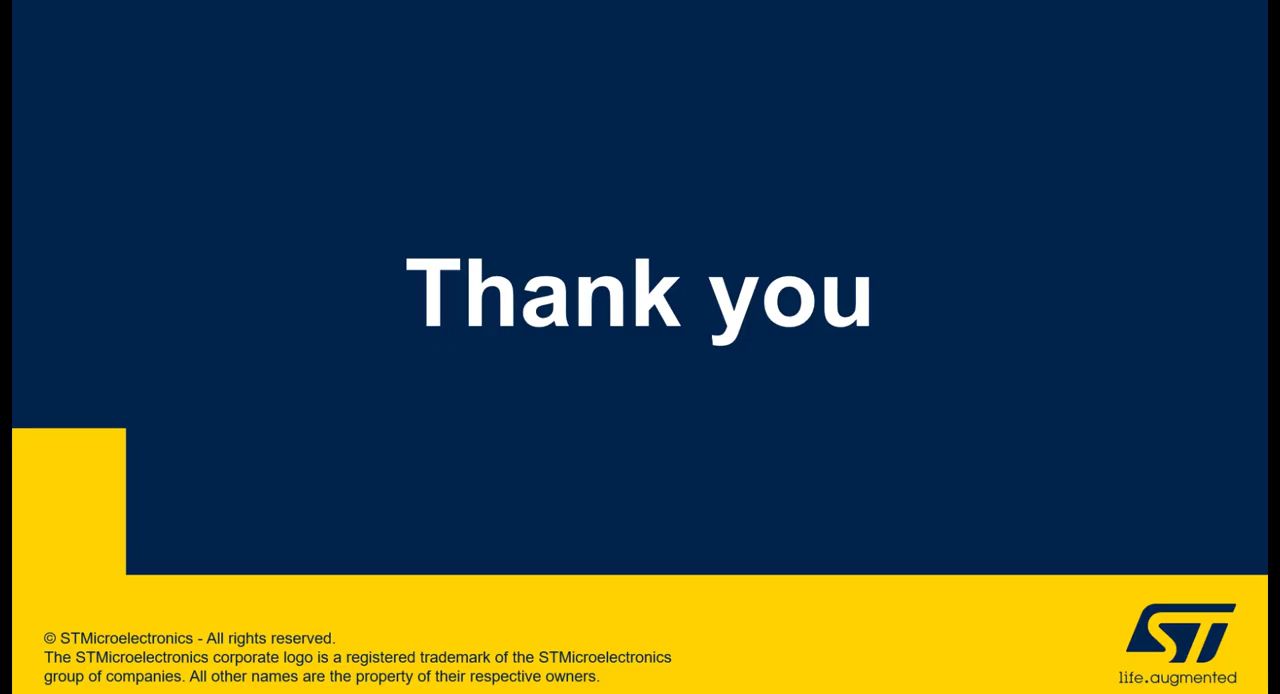 Thank you
© STMicroelectronics - All rights reserved.
The STMicroelectronics corporate logo is a registered trademark of the STMicroelectronics
group of companies. All other names are the property of their respective owners.
ST
life.augmented